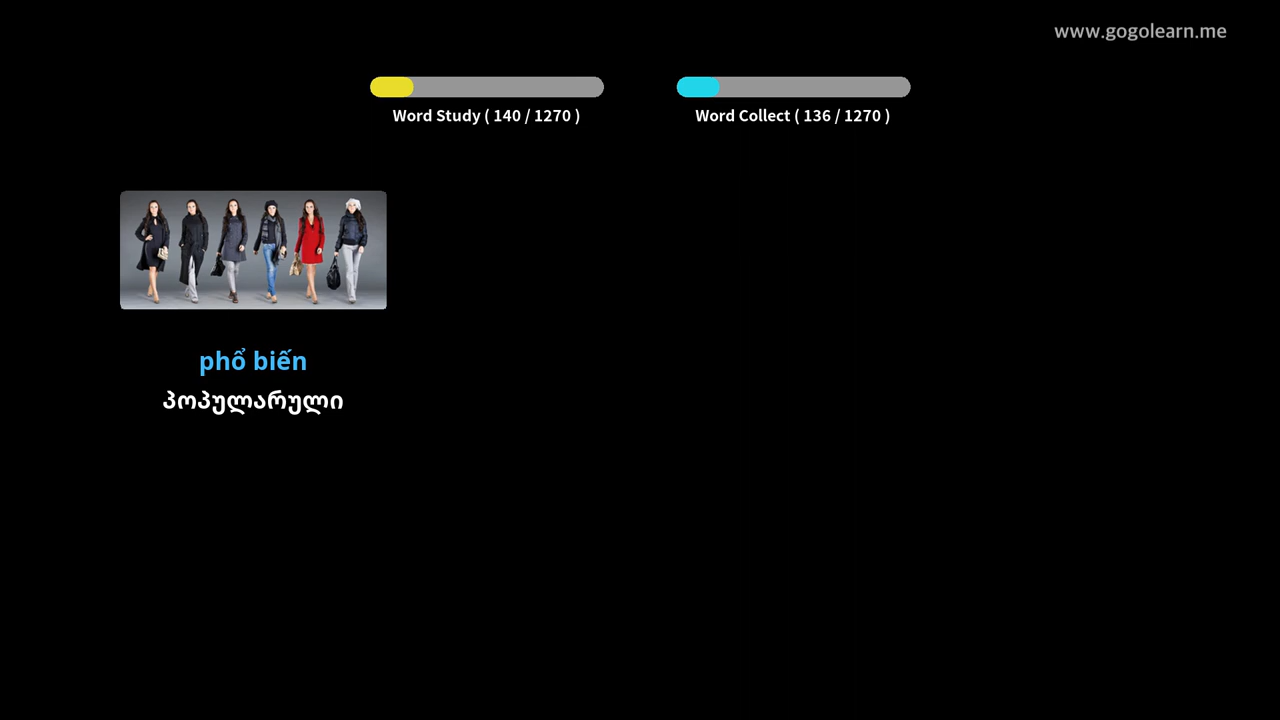 www.gogolearn.me
Word Study ( 140 / 1270 )
Word Collect ( 136 / 1270 )
phổ biến
პოპულარული